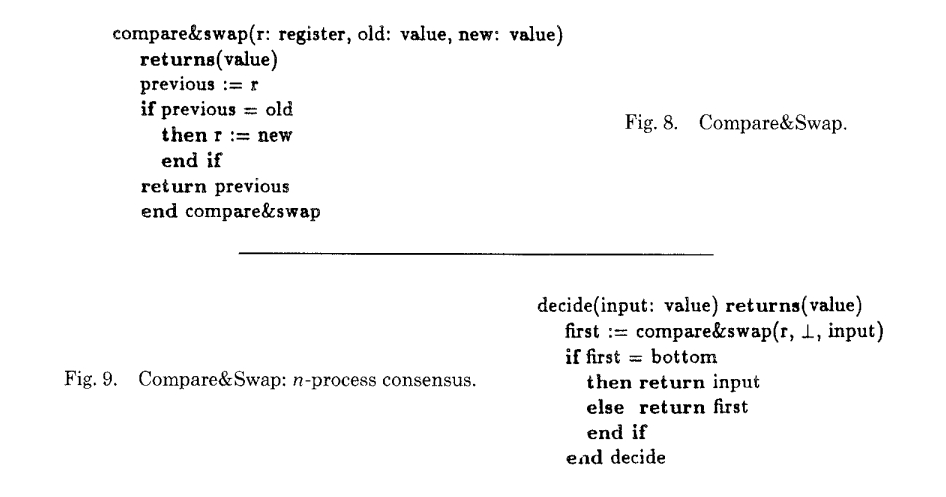 compare&swap(r: register, old: value, new: value)
returns(value)
previous := r
if previous = old
then r := new
end if
return previous
end compare&swap
Fig. 8. Compare&Swap.
decide(input: value) returns(value)
first := compare&swap(r, ⊥, input)
if first = bottom
then return input
else return first
end if
end decide
Fig. 9. Compare&Swap: n-process consensus.